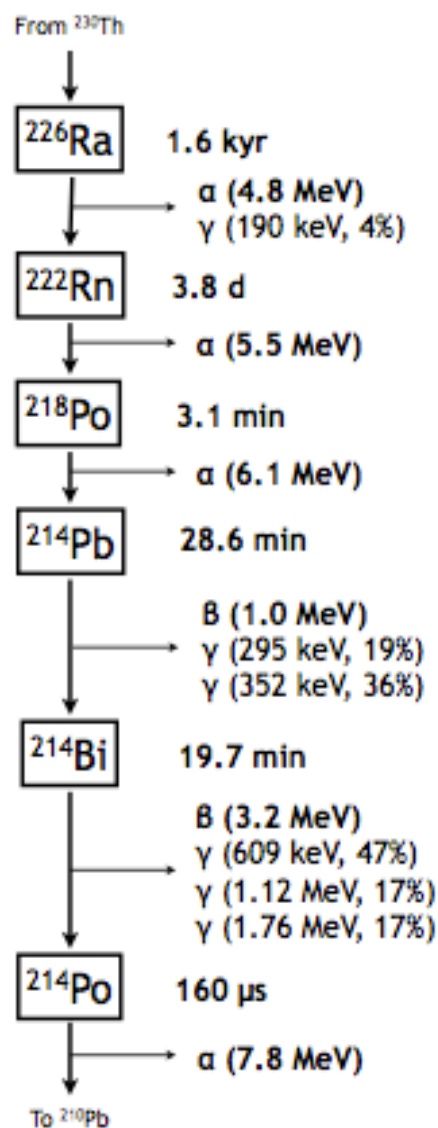 From ²³⁰Th
²²⁶Ra 1.6 kyr
α (4.8 MeV)
γ (190 keV, 4%)
²²²Rn 3.8 d
α (5.5 MeV)
²¹⁸Po 3.1 min
α (6.1 MeV)
²¹⁴Pb 28.6 min
β (1.0 MeV)
γ (295 keV, 19%)
γ (352 keV, 36%)
²¹⁴Bi 19.7 min
β (3.2 MeV)
γ (609 keV, 47%)
γ (1.12 MeV, 17%)
γ (1.76 MeV, 17%)
²¹⁴Po 160 µs
α (7.8 MeV)
To ²¹⁰Pb